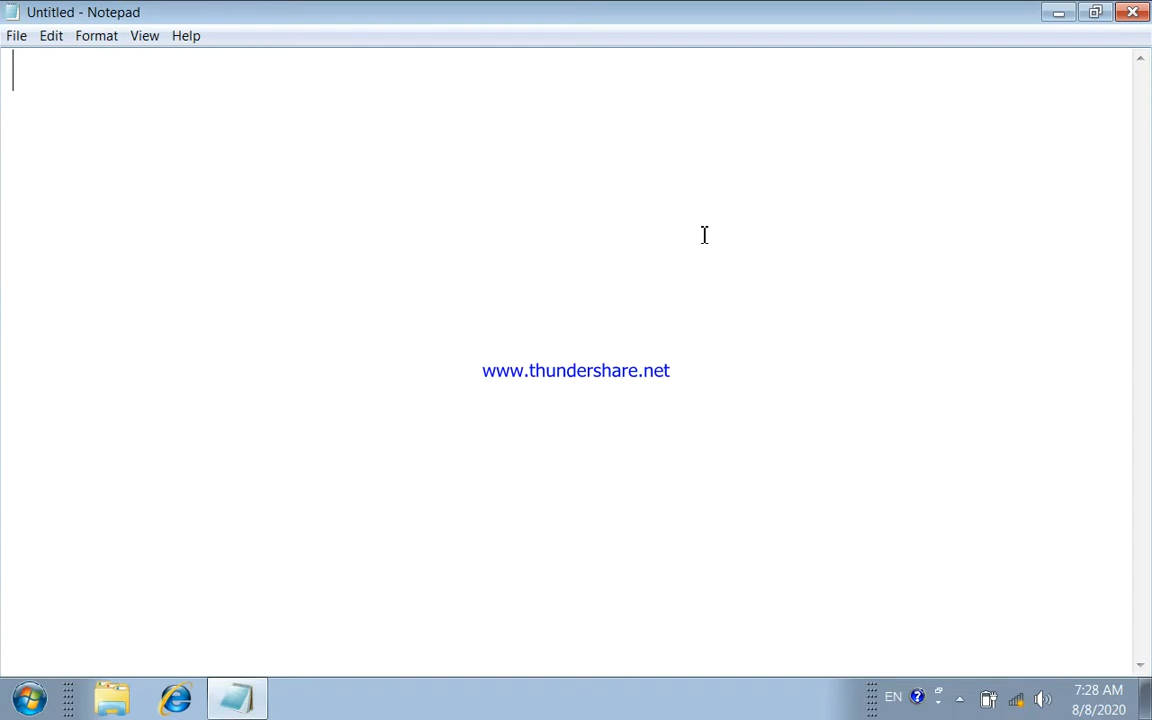 Untitled - Notepad
File Edit Format View Help
www.thundershare.net
EN
7:28 AM
8/8/2020